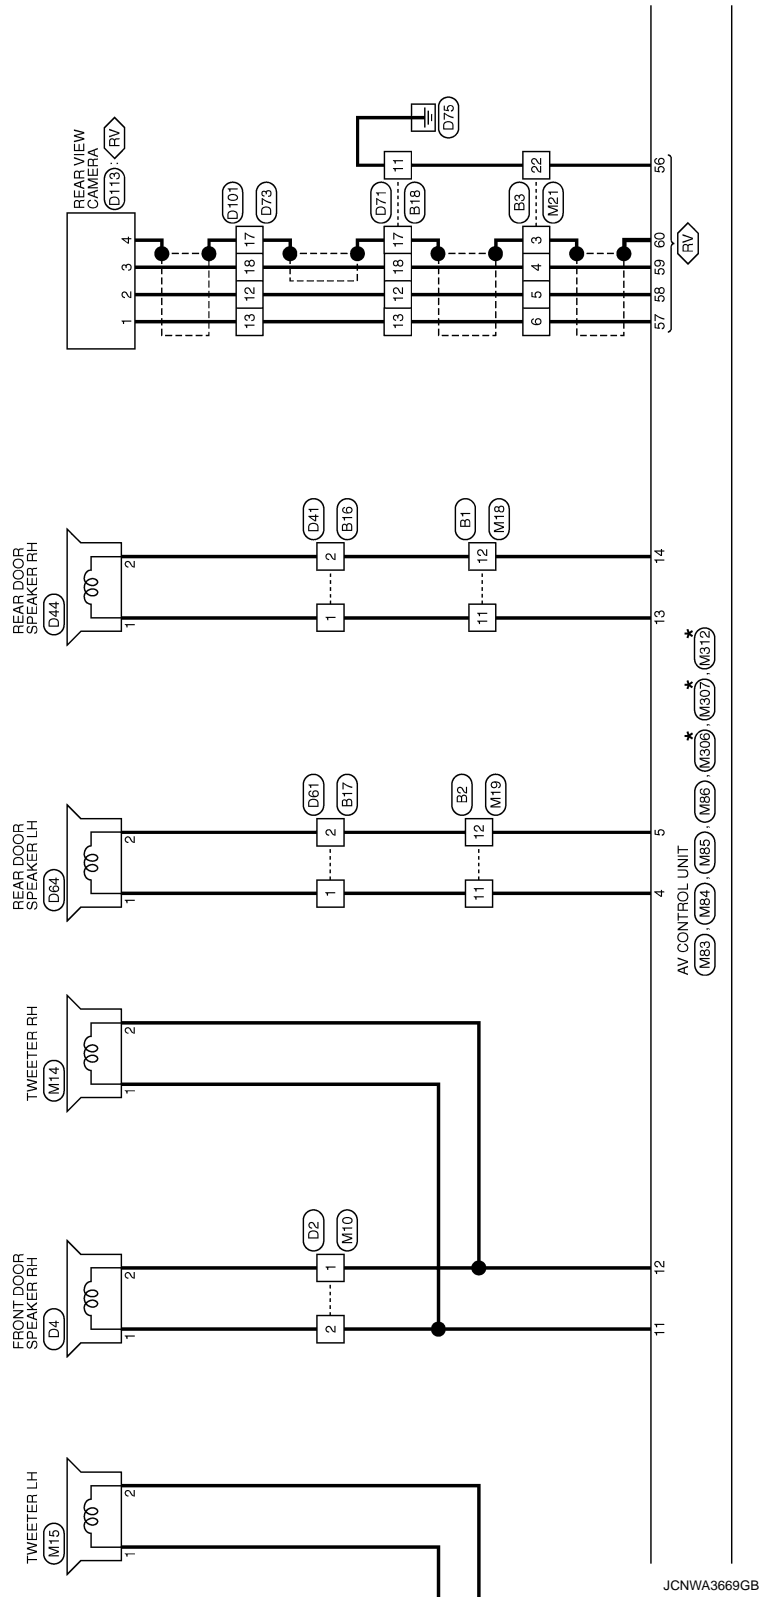 TWEETER LH
M15
1
2
FRONT DOOR
SPEAKER RH
D4
1
2
2
1
D2
M10
11
12
TWEETER RH
M14
1
2
REAR DOOR
SPEAKER LH
D64
1
2
1
2
D61
B17
11
12
B2
M19
4
5
REAR DOOR
SPEAKER RH
D44
1
2
1
2
D41
B16
11
12
B1
M18
13
14
REAR VIEW
CAMERA
D113 : RV
1
2
3
4
13
12
18
17
D101
D73
13
12
18
17
11
D71
B18
D75
6
5
4
3
22
B3
M21
57
58
59
60
56
RV
AV CONTROL UNIT
M83 , M84 , M85 , M86 , M306* , M307* , M312*
JCNWA3669GB